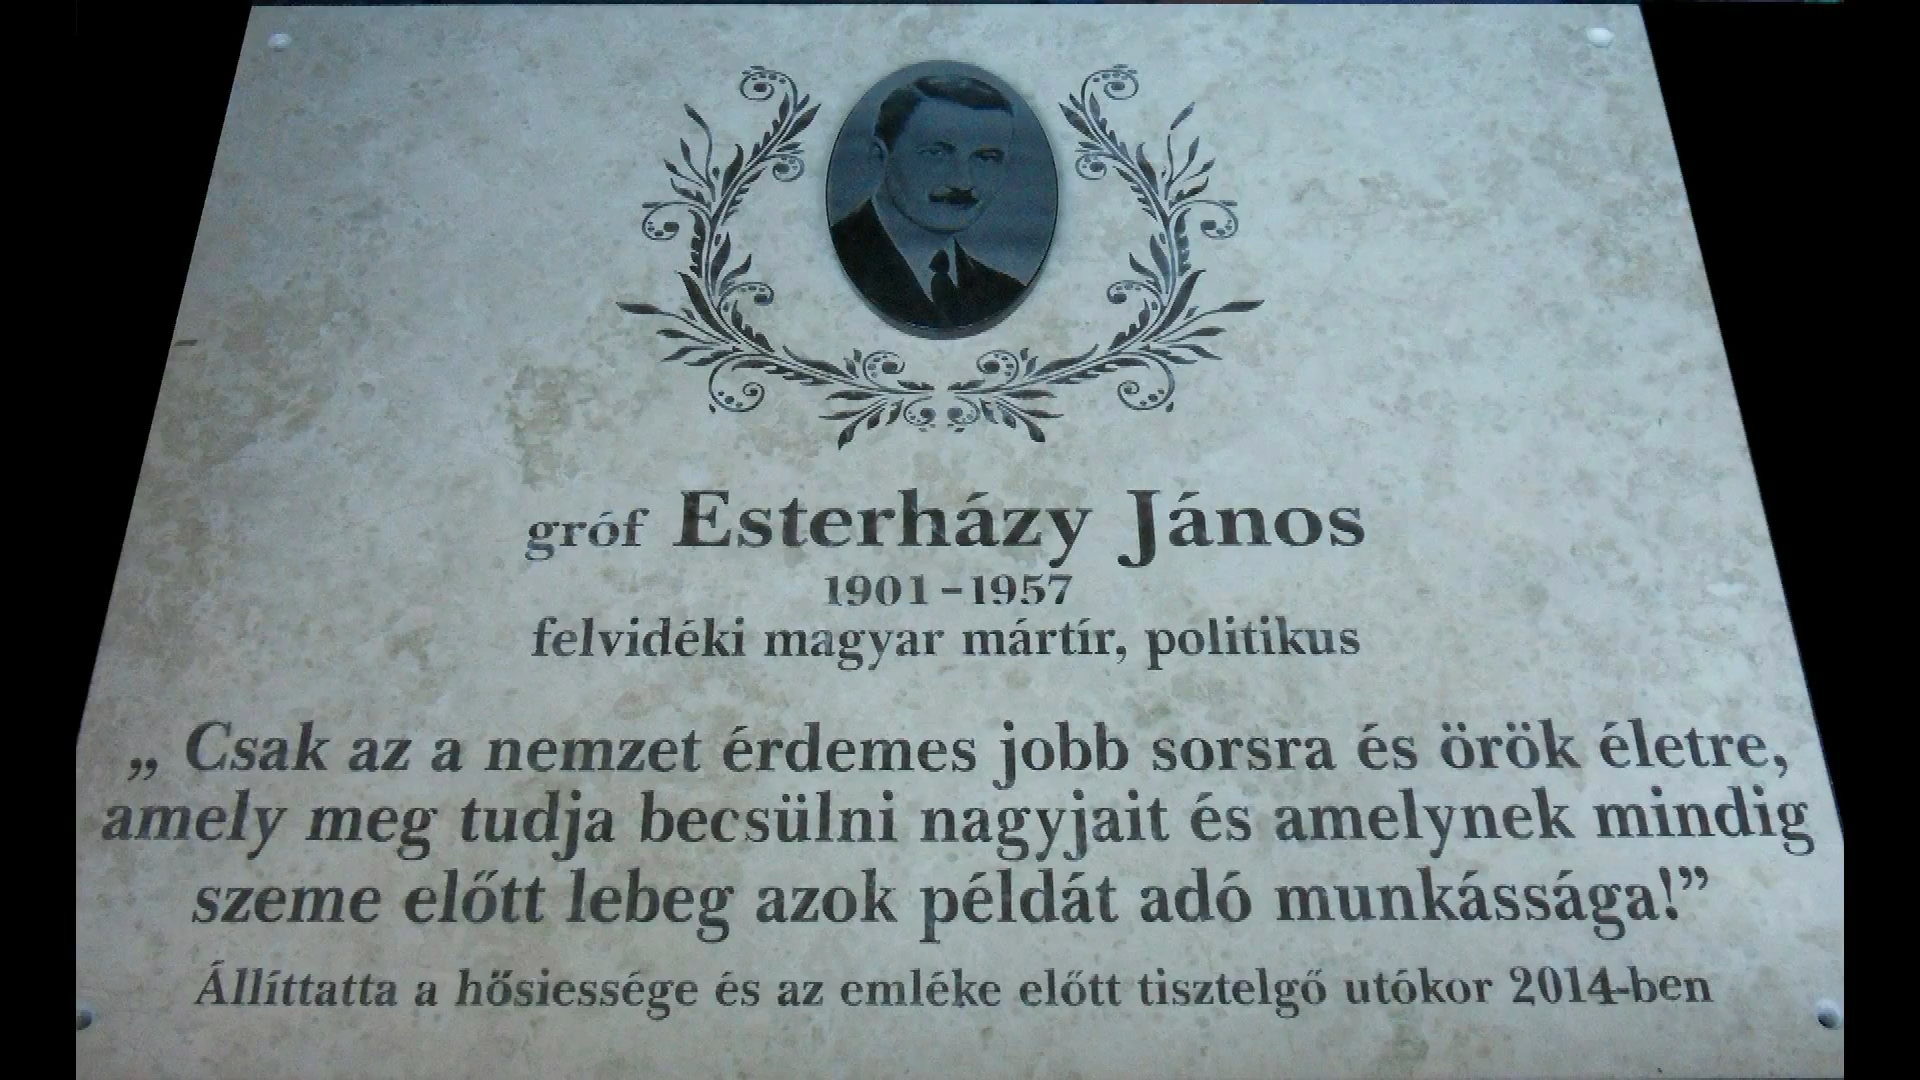 gróf Esterházy János
1901-1957
felvidéki magyar mártír, politikus
„ Csak az a nemzet érdemes jobb sorsra és örök életre,
amely meg tudja becsülni nagyjait és amelynek mindig
szeme előtt lebeg azok példát adó munkássága!”
Állíttatta a hősiessége és az emléke előtt tisztelgő utókor 2014-ben